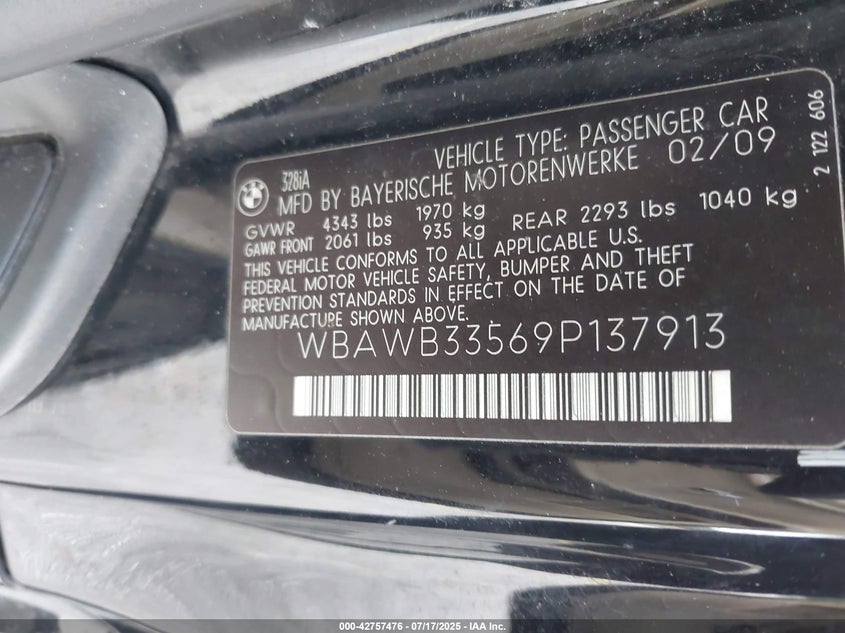 BMW
328iA
VEHICLE TYPE: PASSENGER CAR
MFD BY BAYERISCHE MOTORENWERKE 02/09
GVWR 4343 lbs 1970 kg
GAWR FRONT 2061 lbs 935 kg REAR 2293 lbs 1040 kg
THIS VEHICLE CONFORMS TO ALL APPLICABLE U.S.
FEDERAL MOTOR VEHICLE SAFETY, BUMPER AND THEFT
PREVENTION STANDARDS IN EFFECT ON THE DATE OF
MANUFACTURE SHOWN ABOVE.
WBAWB33569P137913
2 122 606
000-42757476 - 07/17/2025 - IAA Inc.